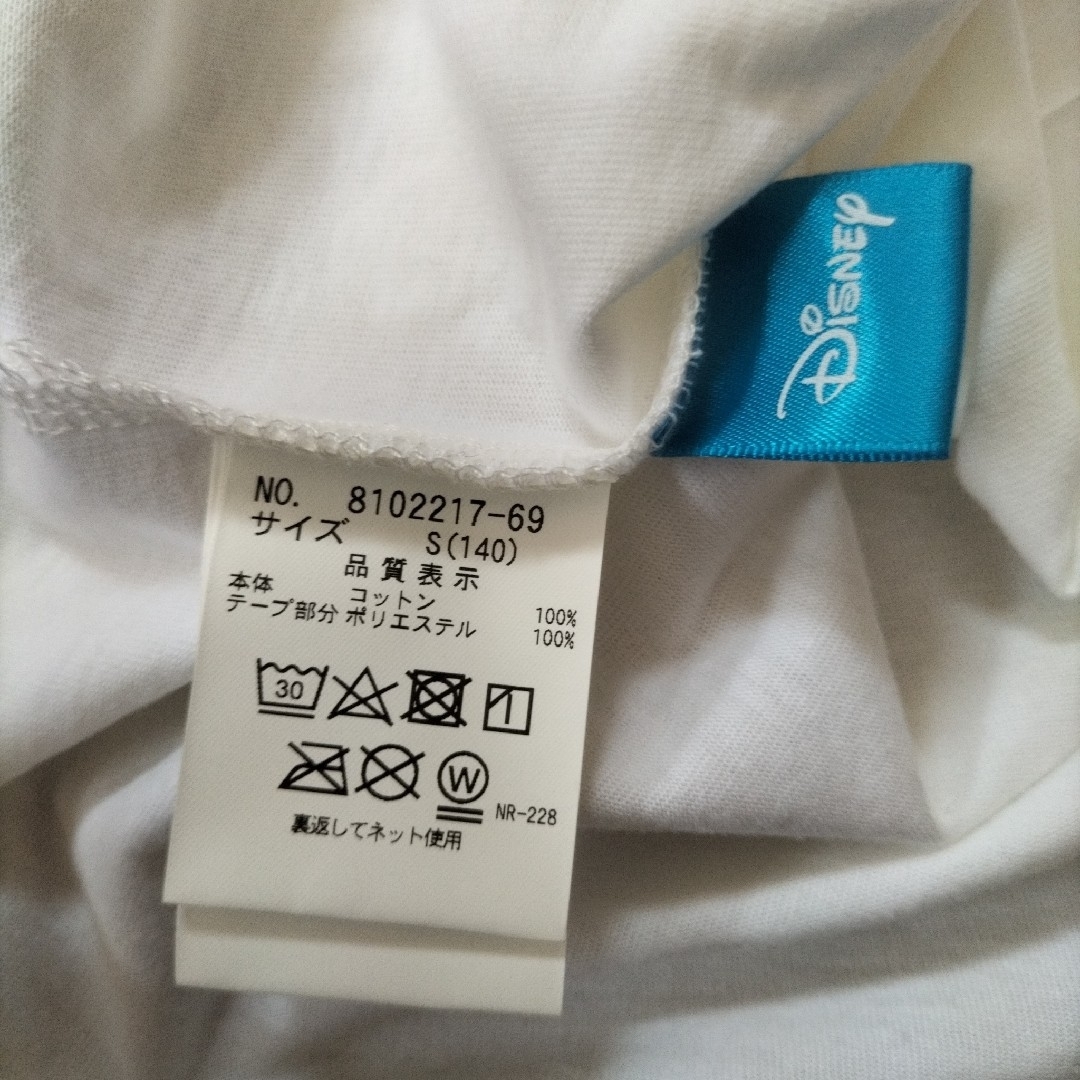 Disney
NO. 8102217-69
サイズ S(140)
品質表示
本体 コットン 100%
テープ部分 ポリエステル 100%
30
W
NR-228
裏返してネット使用